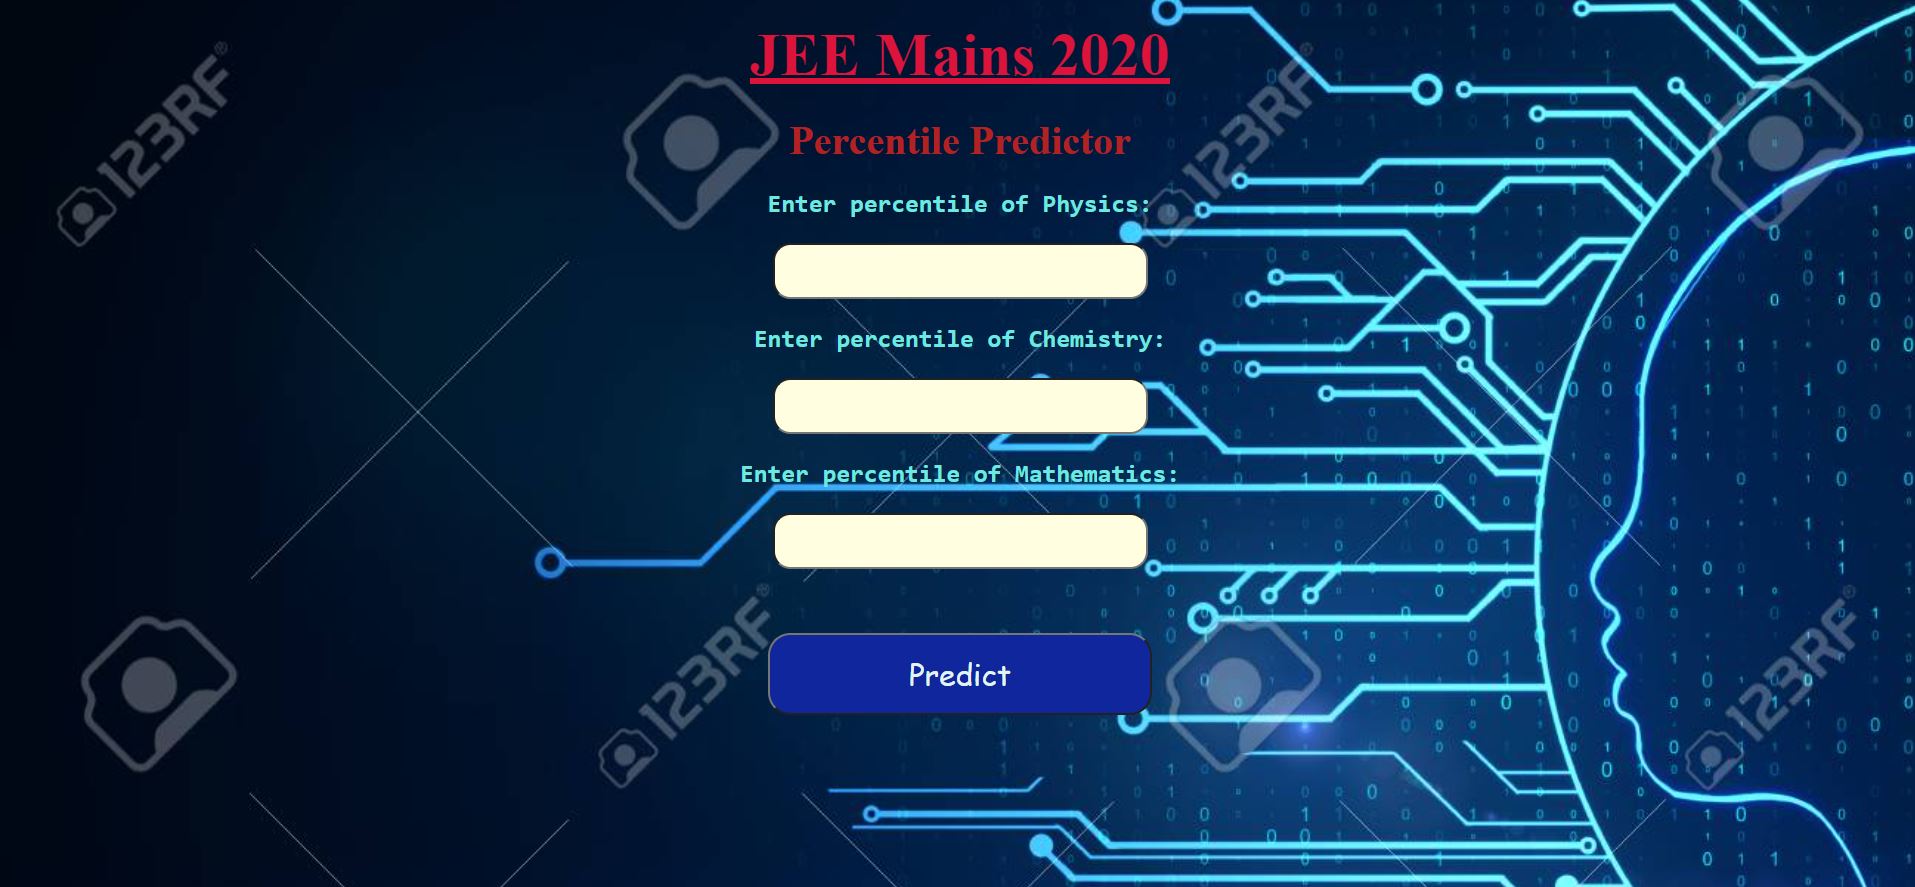 JEE Mains 2020
Percentile Predictor
Enter percentile of Physics:
Enter percentile of Chemistry:
Enter percentile of Mathematics:
Predict
123RF®
123RF®
123RF®
123RF®